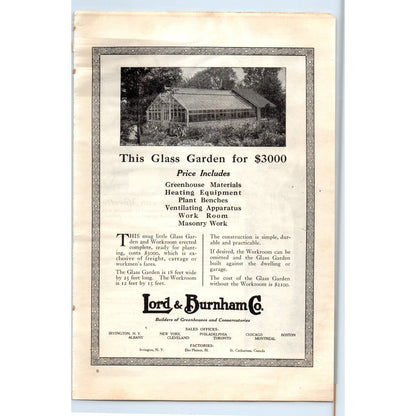 This Glass Garden for $3000
Price Includes
Greenhouse Materials
Heating Equipment
Plant Benches
Ventilating Apparatus
Work Room
Masonry Work
THIS snug little Glass Gar-
den and Workroom erected
complete, ready for plant-
ing, costs $3000, which is ex-
clusive of freight, cartage or
workmen's fares.
The Glass Garden is 18 feet wide
by 25 feet long. The Workroom
is 12 feet by 15 feet.
The construction is simple, dur-
able and practicable.
If desired, the Workroom can be
omitted and the Glass Garden
built against the dwelling or
garage.
The cost of the Glass Garden
without the Workroom is $2100.
Lord & Burnham Co.
Builders of Greenhouses and Conservatories
SALES OFFICES:
IRVINGTON, N. Y. NEW YORK PHILADELPHIA CHICAGO BOSTON
ALBANY CLEVELAND TORONTO MONTREAL
FACTORIES:
Irvington, N. Y. Des Plaines, Ill. St. Catharines, Canada